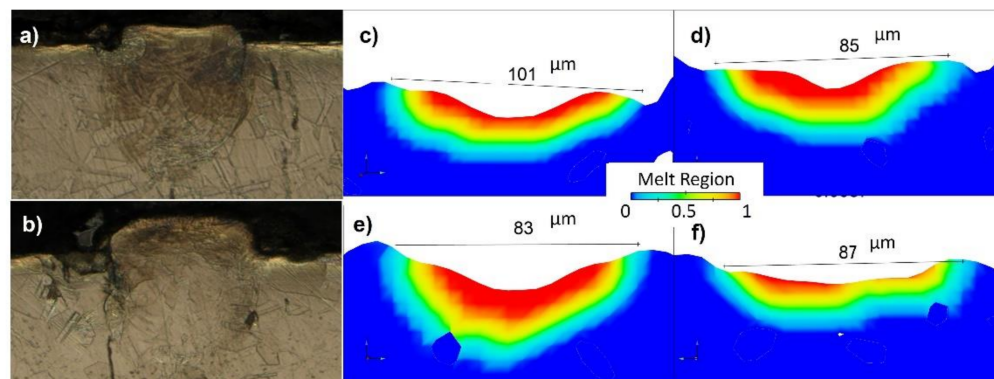 a)
c)
101 µm
d)
85 µm
Melt Region
0 0.5 1
b)
e)
83 µm
f)
87 µm